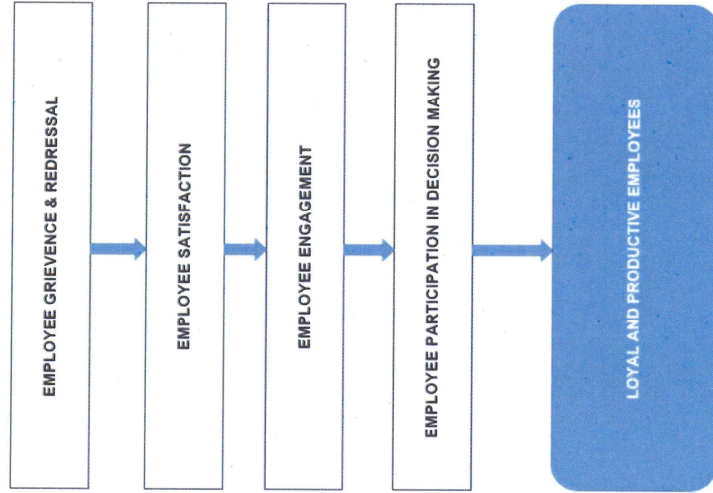 EMPLOYEE GRIEVENCE & REDRESSAL
EMPLOYEE SATISFACTION
EMPLOYEE ENGAGEMENT
EMPLOYEE PARTICIPATION IN DECISION MAKING
LOYAL AND PRODUCTIVE EMPLOYEES